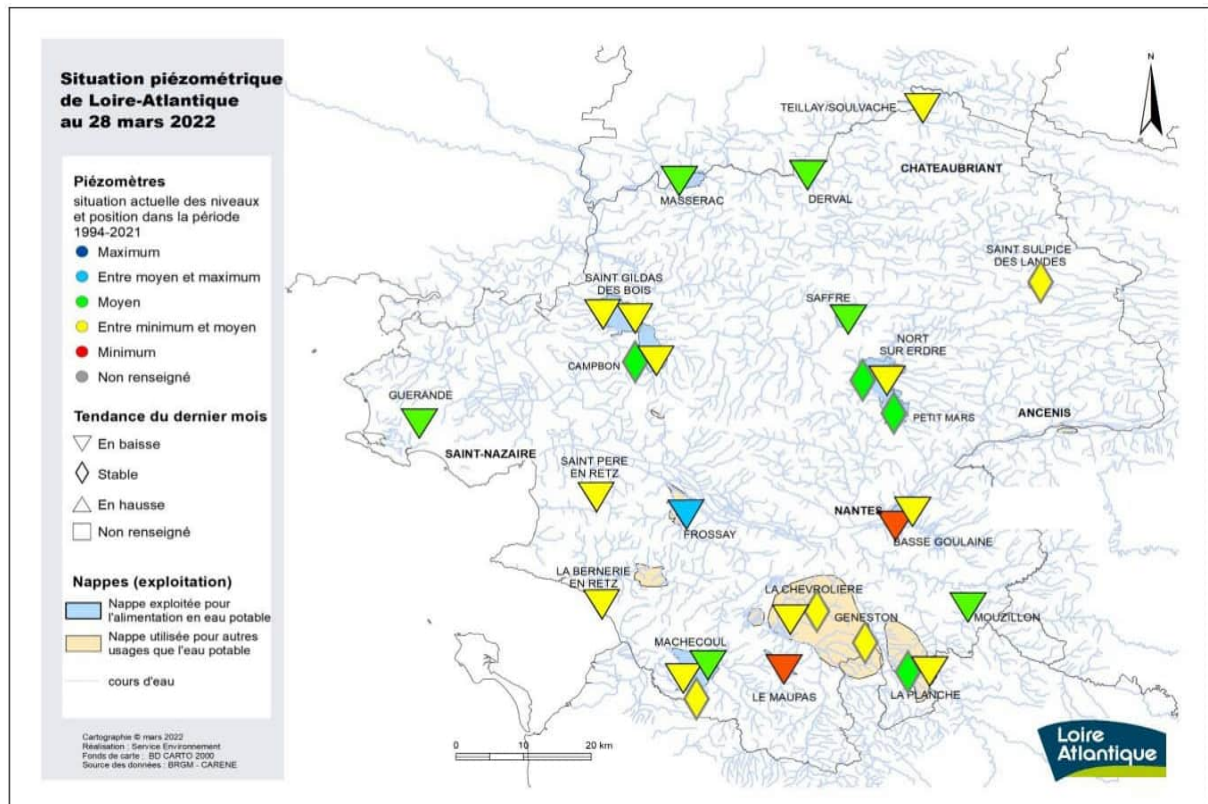 Situation piézométrique
de Loire-Atlantique
au 28 mars 2022
Piézomètres
situation actuelle des niveaux
et position dans la période
1994-2021
Maximum
Entre moyen et maximum
Moyen
Entre minimum et moyen
Minimum
Non renseigné
Tendance du dernier mois
En baisse
Stable
En hausse
Non renseigné
Nappes (exploitation)
Nappe exploitée pour
l'alimentation en eau potable
Nappe utilisée pour autres
usages que l'eau potable
cours d'eau
Cartographie © mars 2022
Réalisation : Service Environnement
Fonds de carte : BD CARTO 2000
Source des données : BRGM - CARENE
N
TEILLAY/SOULVACHE
CHATEAUBRIANT
MASSERAC
DERVAL
SAINT SULPICE
DES LANDES
SAINT GILDAS
DES BOIS
SAFFRE
NORT
SUR ERDRE
CAMPBON
GUERANDE
PETIT MARS
ANCENIS
SAINT-NAZAIRE
SAINT PERE
EN RETZ
FROSSAY
NANTES
BASSE GOULAINE
LA BERNERIE
EN RETZ
LA CHEVROLIERE
GENESTON
MOUZILLON
MACHECOUL
LE MAUPAS
LA PLANCHE
0 10 20 km
Loire
Atlantique